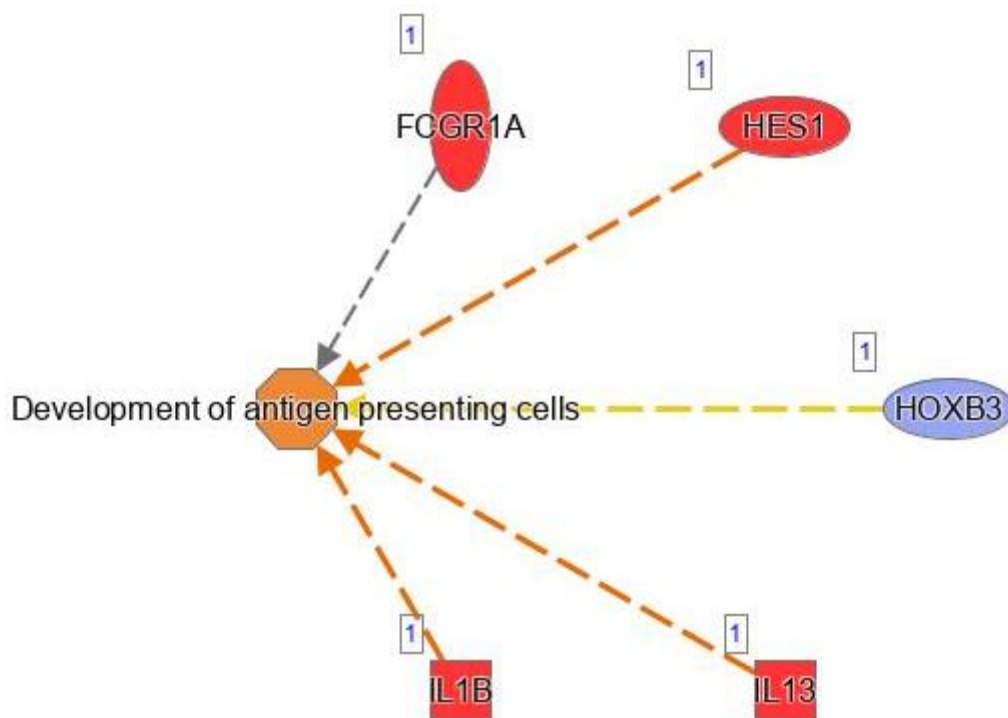 1
FCGR1A
1
HES1
1
Development of antigen presenting cells
HOXB3
1
IL1B
1
IL13